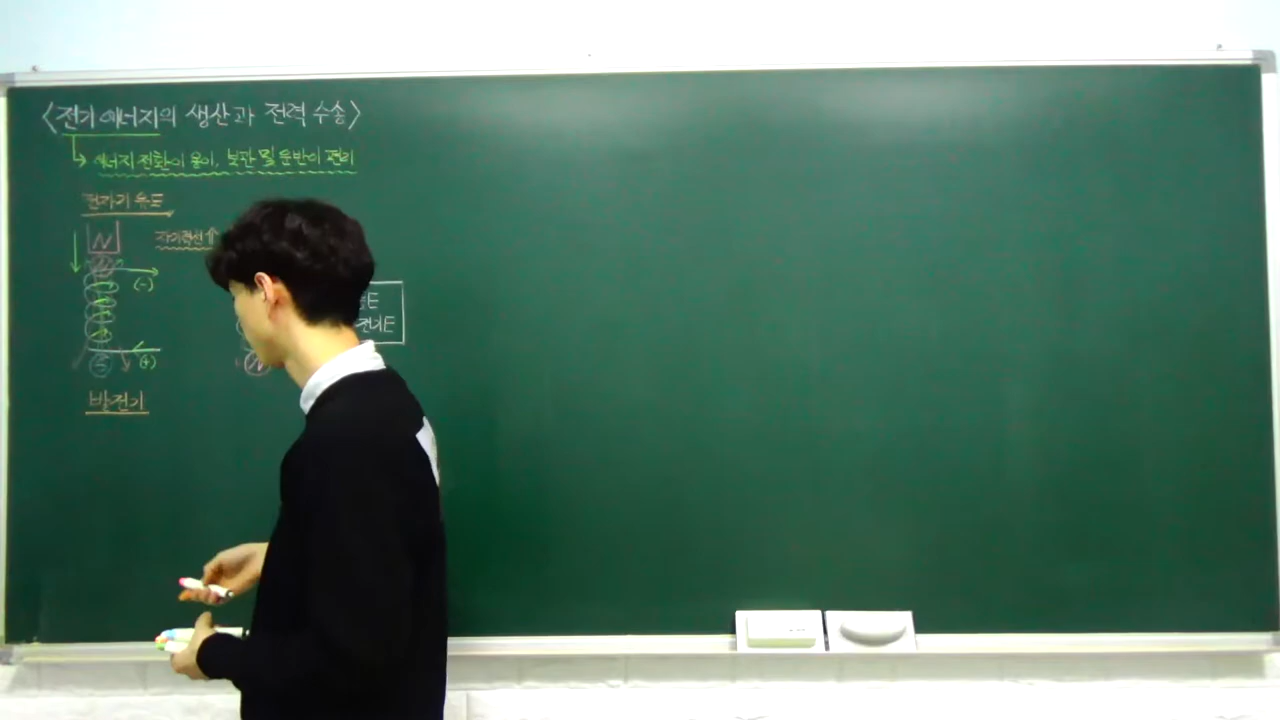 <전기에너지의 생산과 전력 수송>
에너지 전환이 용이, 보관 및 운반이 편리
전자기 유도
N
자기력선
(-)
E
E
(+)
S
N
발전기